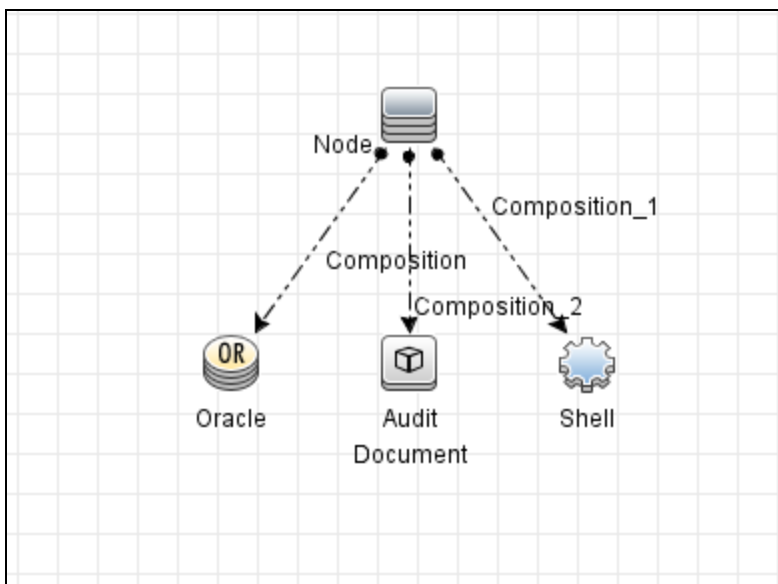 Node
Composition_1
Composition
Composition_2
OR
Oracle
Audit
Document
Shell